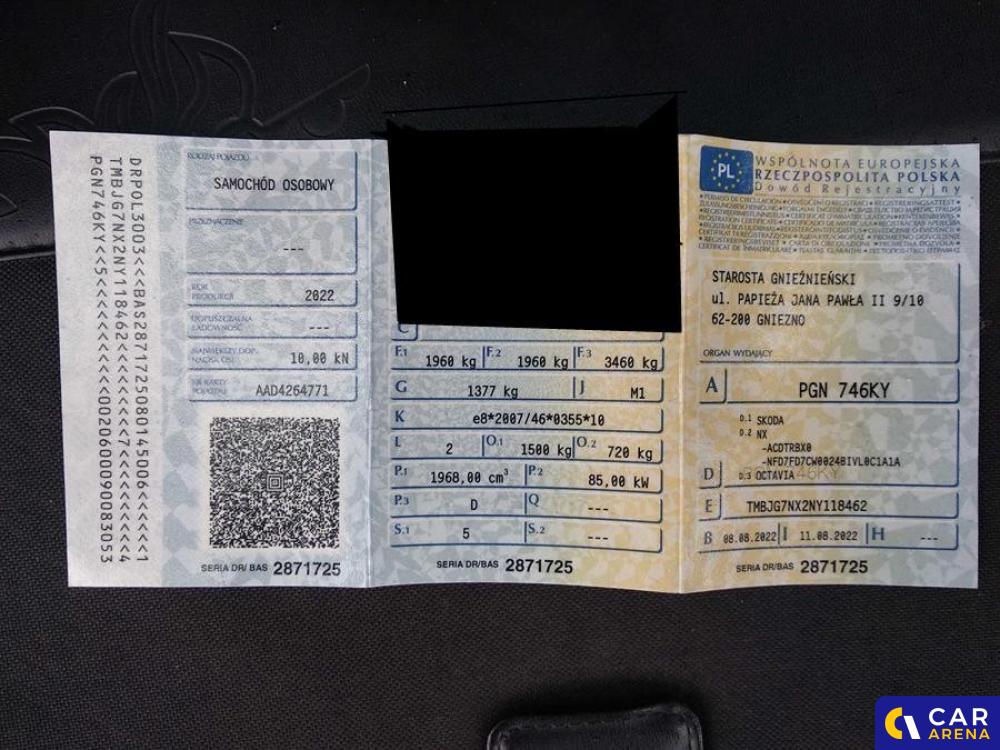 DRPOL3003<<BAS2871725080145006<<<<<<1
TMBJG7NX2NY118462<<<<<<<7<<<<<<<<<<4
PGN746KY<<5<<<<<<<<<<<<0020600090083053
RODZAJ POJAZDU
SAMOCHÓD OSOBOWY
PRZEZNACZENIE
---
ROK PRODUKCJI
2022
DOPUSZCZALNA ŁADOWNOŚĆ
---
NAJWIĘKSZY DOP. NACISK OSI
10,00 kN
NR KARTY POJAZDU
AAD4264771
SERIA DR/ BAS 2871725
C
F.1 1960 kg F.2 1960 kg F.3 3460 kg
G 1377 kg J M1
K e8*2007/46*0355*10
L 2 O.1 1500 kg O.2 720 kg
P.1 1968,00 cm³ P.2 85,00 kW
P.3 D Q ---
S.1 5 S.2 ---
SERIA DR/BAS 2871725
PL
WSPÓLNOTA EUROPEJSKA
RZECZPOSPOLITA POLSKA
Dowód Rejestracyjny
STAROSTA GNIEŹNIEŃSKI
ul. PAPIEŻA JANA PAWŁA II 9/10
62-200 GNIEZNO
ORGAN WYDAJĄCY
A PGN 746KY
D.1 SKODA
D.2 NX
-ACDTRBX0
-NFD7FD7CW0024BIVL0C1A1A
D D.3 OCTAVIA
E TMBJG7NX2NY118462
B 08.08.2022 I 11.08.2022 H ---
SERIA DR/BAS 2871725
CAR
ARENA